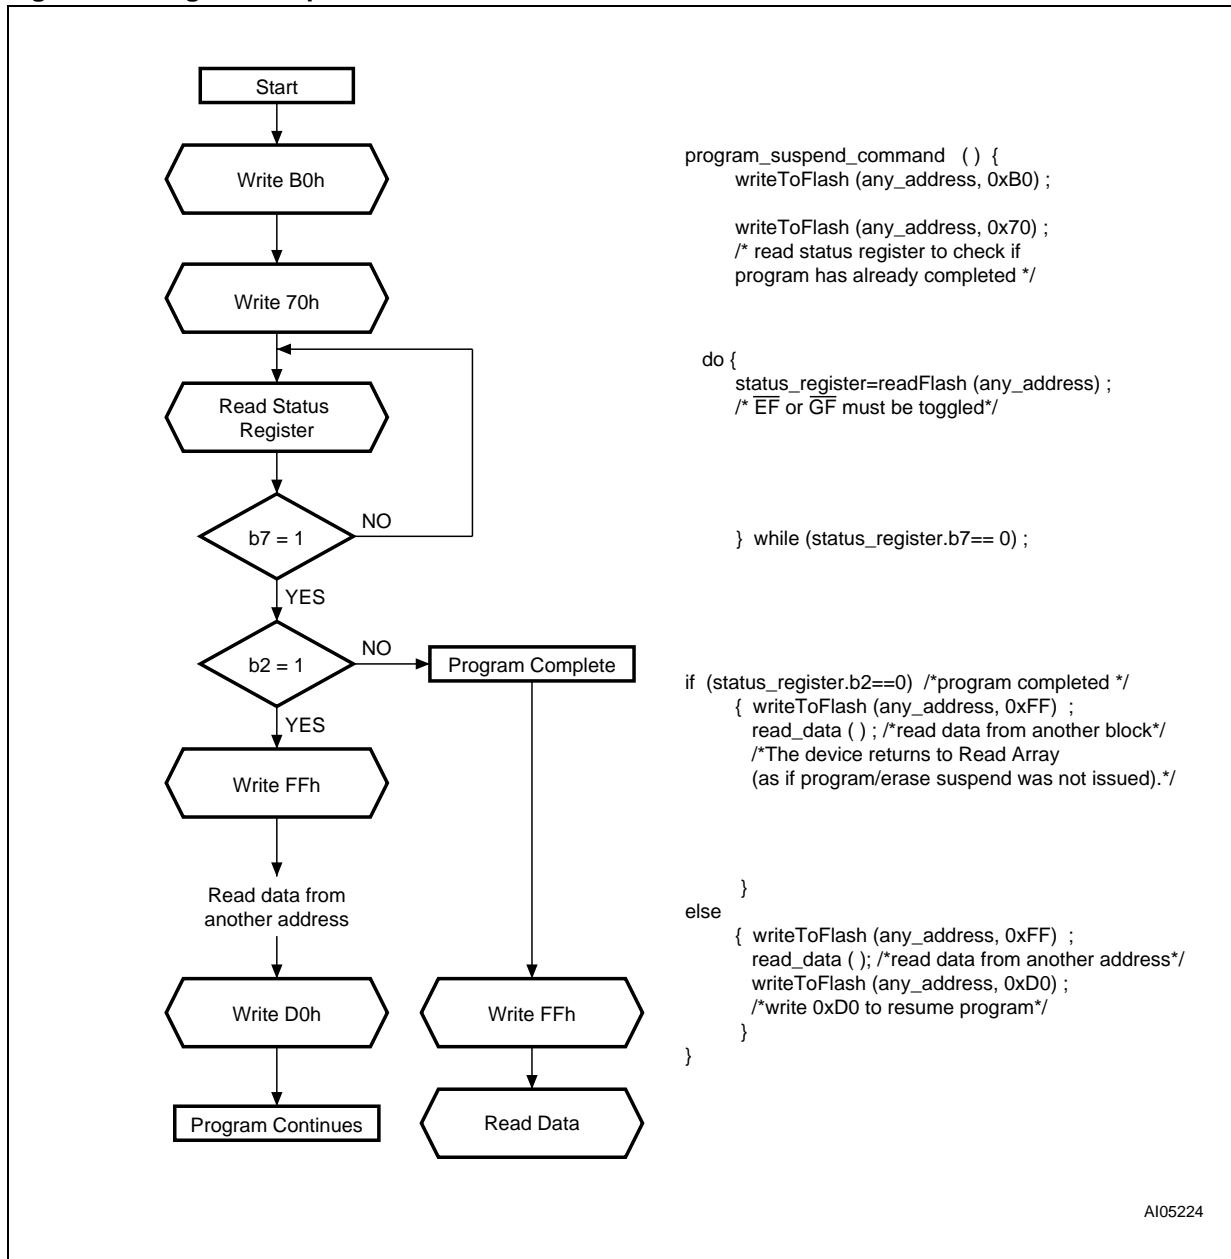 Start
Write B0h
Write 70h
Read Status
Register
b7 = 1
NO
YES
b2 = 1
NO
Program Complete
YES
Write FFh
Read data from
another address
Write D0h
Write FFh
Program Continues
Read Data
program_suspend_command ( ) {
writeToFlash (any_address, 0xB0) ;
writeToFlash (any_address, 0x70) ;
/* read status register to check if
program has already completed */
do {
status_register=readFlash (any_address) ;
/* E̅F̅ or G̅F̅ must be toggled*/
} while (status_register.b7== 0) ;
if (status_register.b2==0) /*program completed */
{ writeToFlash (any_address, 0xFF) ;
read_data ( ) ; /*read data from another block*/
/*The device returns to Read Array
(as if program/erase suspend was not issued).*/
}
else
{ writeToFlash (any_address, 0xFF) ;
read_data ( ); /*read data from another address*/
writeToFlash (any_address, 0xD0) ;
/*write 0xD0 to resume program*/
}
}
AI05224